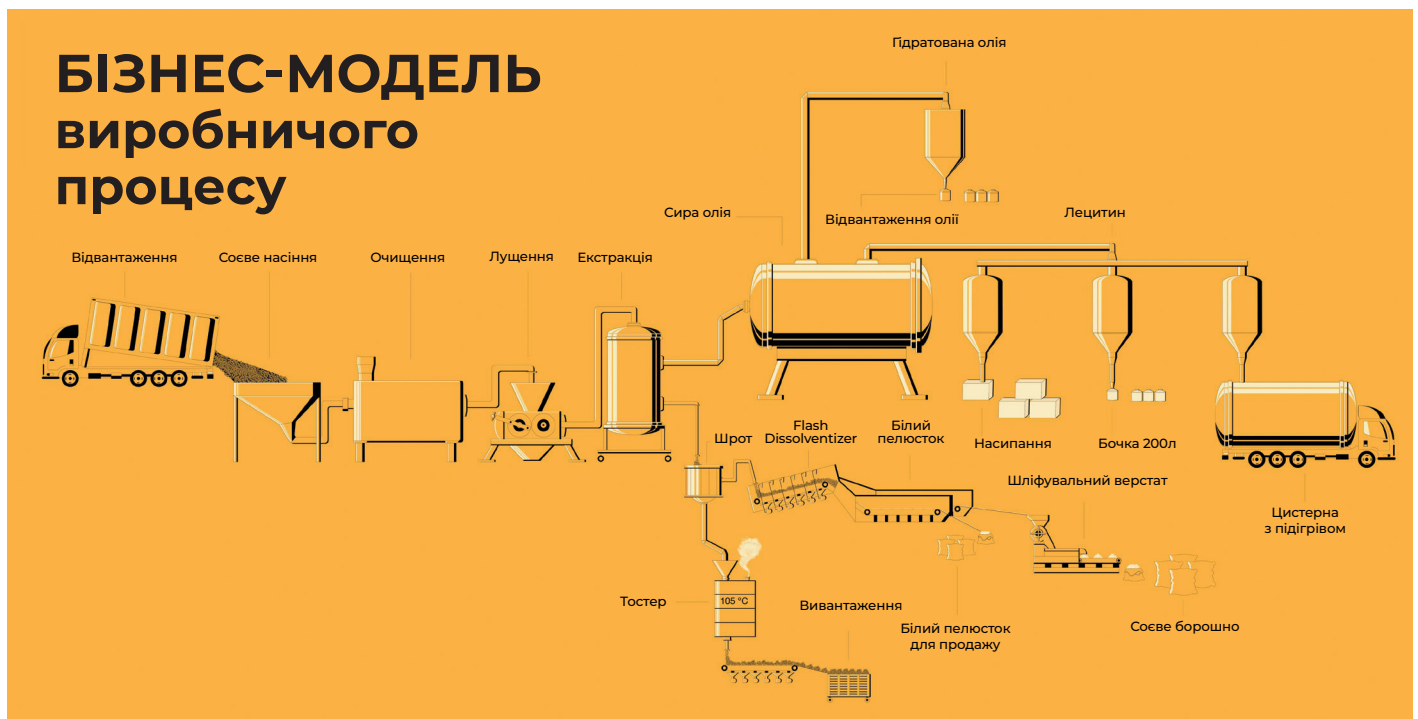 БІЗНЕС-МОДЕЛЬ
виробничого
процесу
Гідратована олія
Сира олія
Відвантаження олії
Лецитин
Відвантаження
Соєве насіння
Очищення
Лущення
Екстракція
Шрот
Flash
Dissolventizer
Білий
пелюсток
Насипання
Бочка 200л
Шліфувальний верстат
Цистерна
з підігрівом
Тостер
105 °C
Вивантаження
Білий пелюсток
для продажу
Соєве борошно